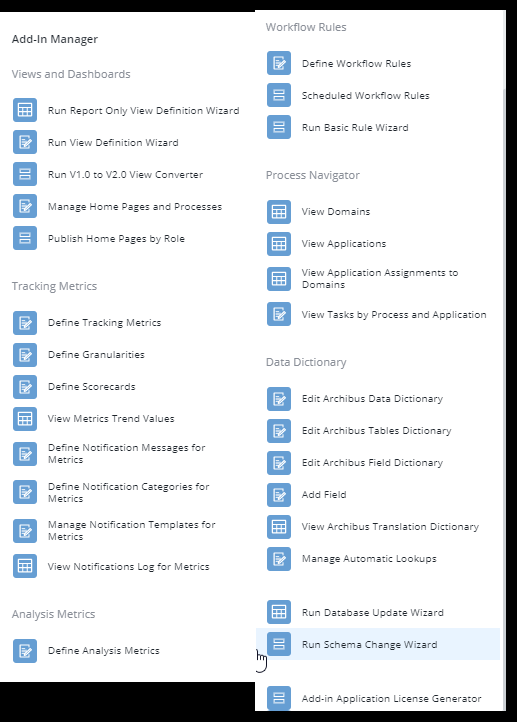 Add-In Manager
Views and Dashboards
Run Report Only View Definition Wizard
Run View Definition Wizard
Run V1.0 to V2.0 View Converter
Manage Home Pages and Processes
Publish Home Pages by Role
Tracking Metrics
Define Tracking Metrics
Define Granularities
Define Scorecards
View Metrics Trend Values
Define Notification Messages for
Metrics
Define Notification Categories for
Metrics
Manage Notification Templates for
Metrics
View Notifications Log for Metrics
Analysis Metrics
Define Analysis Metrics
Workflow Rules
Define Workflow Rules
Scheduled Workflow Rules
Run Basic Rule Wizard
Process Navigator
View Domains
View Applications
View Application Assignments to
Domains
View Tasks by Process and Application
Data Dictionary
Edit Archibus Data Dictionary
Edit Archibus Tables Dictionary
Edit Archibus Field Dictionary
Add Field
View Archibus Translation Dictionary
Manage Automatic Lookups
Run Database Update Wizard
Run Schema Change Wizard
Add-in Application License Generator